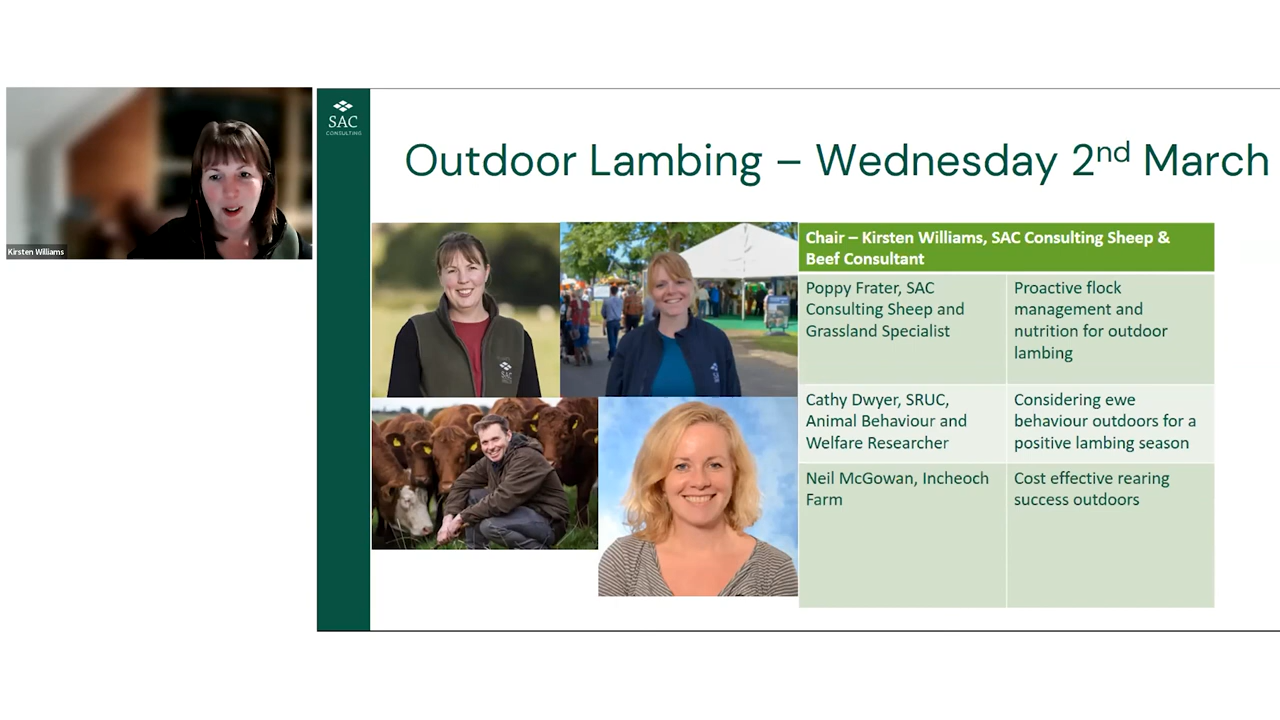 Kirsten Williams
SAC
CONSULTING
Outdoor Lambing – Wednesday 2nd March
Chair – Kirsten Williams, SAC Consulting Sheep &
Beef Consultant
Poppy Frater, SAC
Consulting Sheep and
Grassland Specialist
Proactive flock
management and
nutrition for outdoor
lambing
Cathy Dwyer, SRUC,
Animal Behaviour and
Welfare Researcher
Considering ewe
behaviour outdoors for a
positive lambing season
Neil McGowan, Incheoch
Farm
Cost effective rearing
success outdoors
SAC